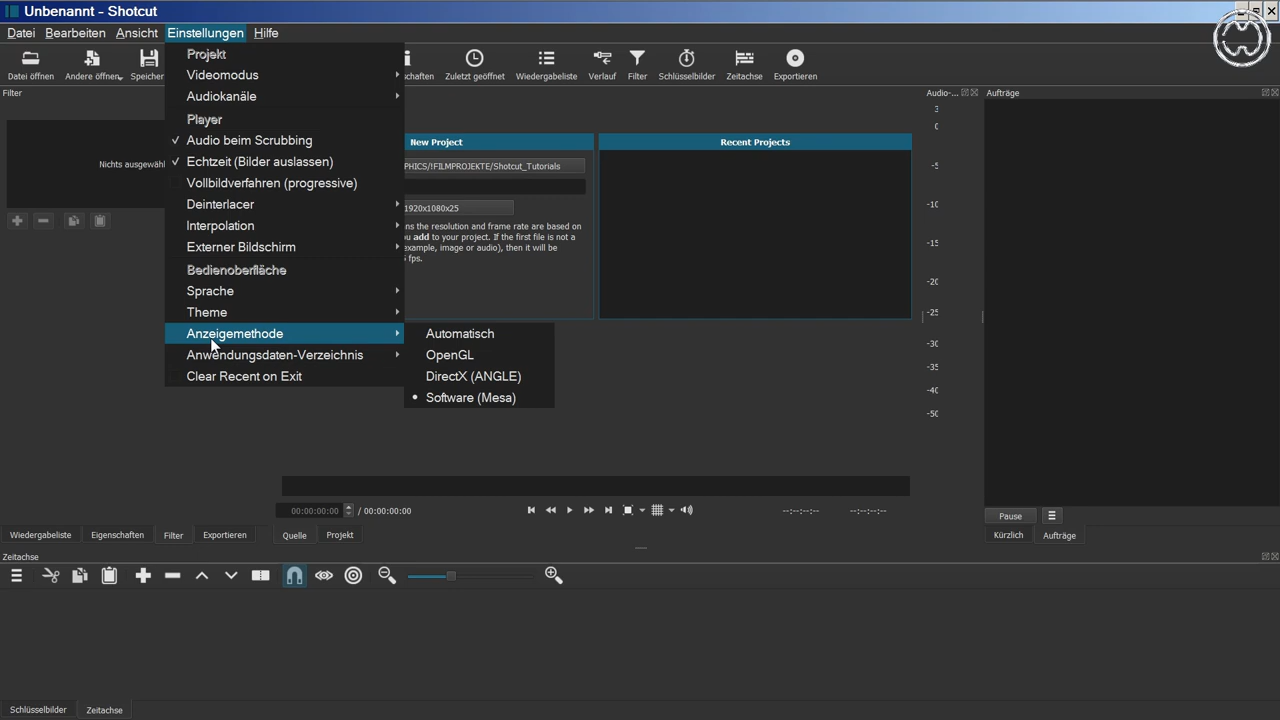 Unbenannt - Shotcut
Datei Bearbeiten Ansicht Einstellungen Hilfe
Datei öffnen Andere öffnen Speicher schaften Zuletzt geöffnet Wiedergabeliste Verlauf Filter Schlüsselbilder Zeitachse Exportieren
Filter
Nichts ausgewähl
Projekt
Videomodus
Audiokanäle
Player
Audio beim Scrubbing
Echtzeit (Bilder auslassen)
Vollbildverfahren (progressive)
Deinterlacer
Interpolation
Externer Bildschirm
Bedienoberfläche
Sprache
Theme
Anzeigemethode
Anwendungsdaten-Verzeichnis
Clear Recent on Exit
Automatisch
OpenGL
DirectX (ANGLE)
Software (Mesa)
New Project
PHICS/!FILMPROJEKTE/Shotcut_Tutorials
1920x1080x25
ns the resolution and frame rate are based on
u add to your project. If the first file is not a
example, image or audio), then it will be
fps.
Recent Projects
Audio-...
3
0
-5
-10
-15
-20
-25
-30
-35
-40
-50
Aufträge
Pause
Kürzlich Aufträge
00:00:00:00 / 00:00:00:00 --:--:--:-- --:--:--:--
Wiedergabeliste Eigenschaften Filter Exportieren Quelle Projekt
Zeitachse
Schlüsselbilder Zeitachse